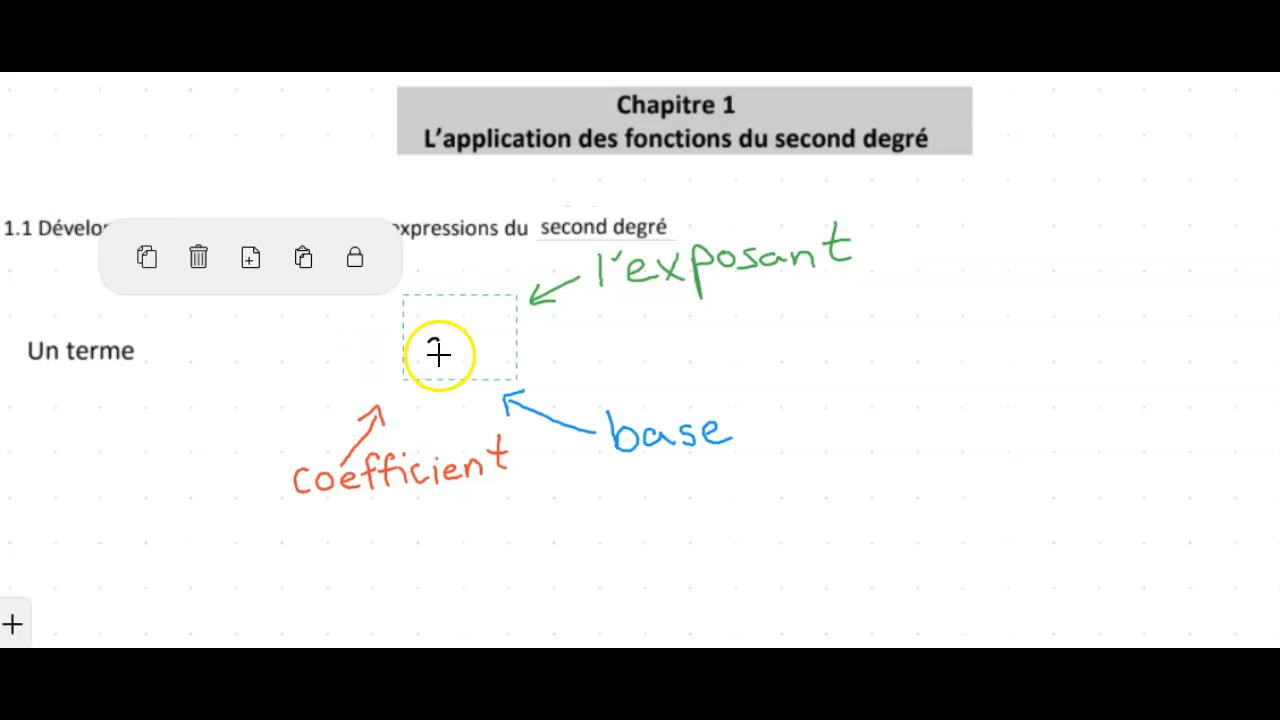 Chapitre 1
L'application des fonctions du second degré
1.1 Dévelo expressions du second degré
l'exposant
Un terme
base
coefficient